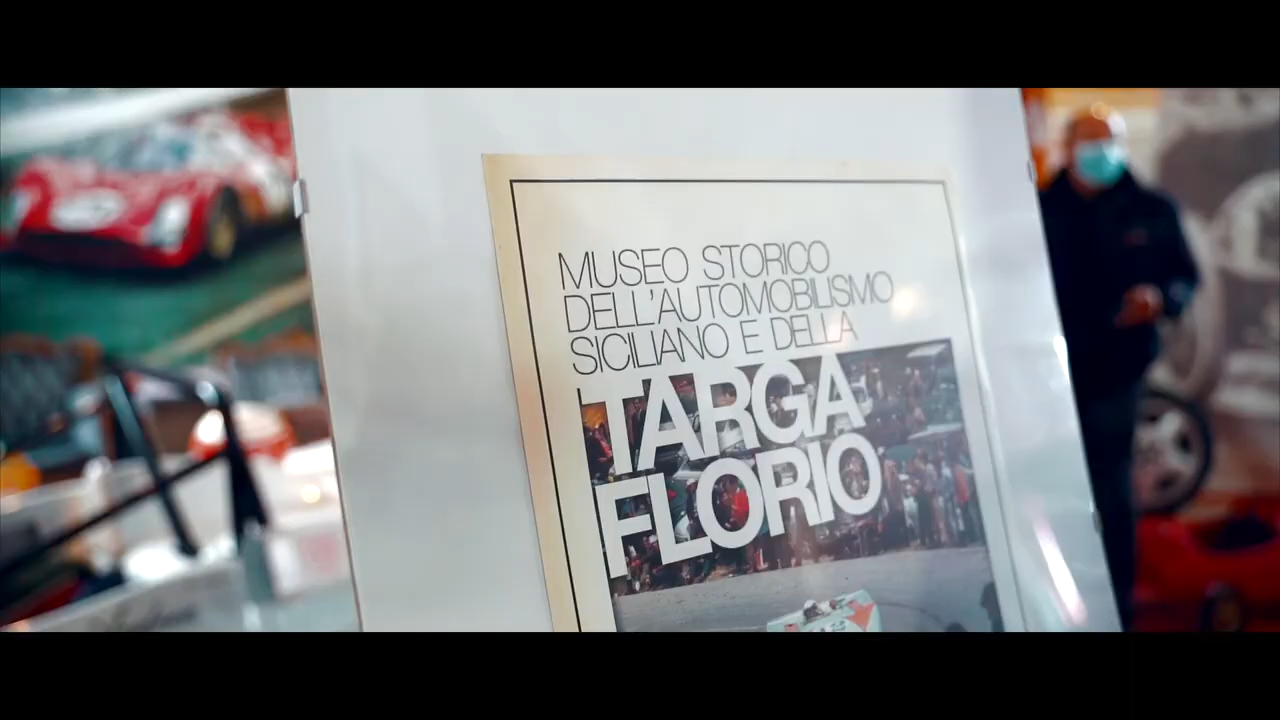 MUSEO STORICO
DELL'AUTOMOBILISMO
SICILIANO E DELLA
TARGA
FLORIO